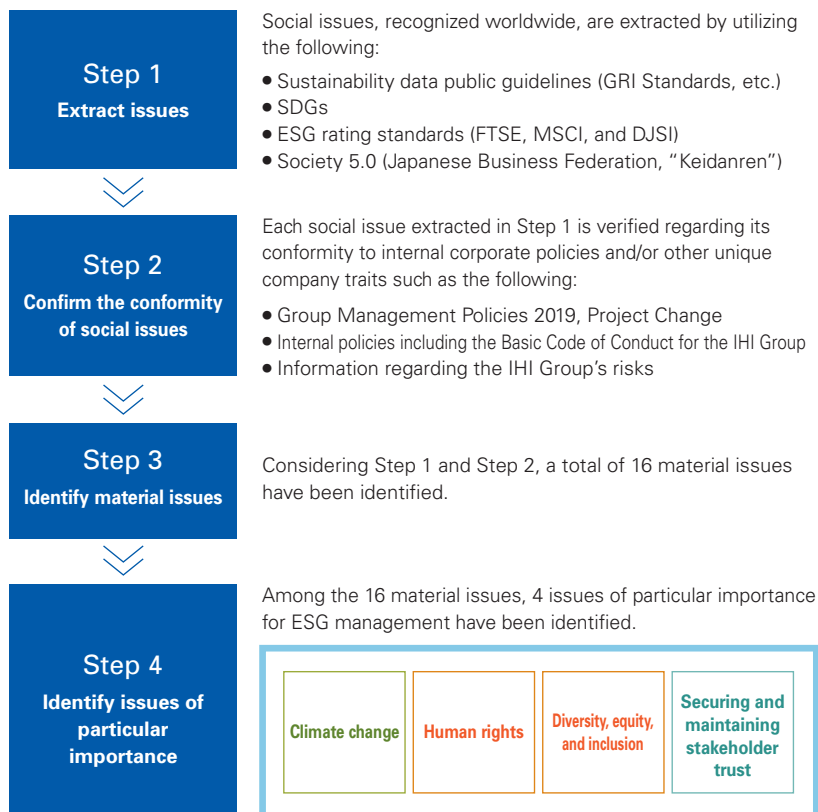 Step 1
Extract issues
Social issues, recognized worldwide, are extracted by utilizing
the following:
● Sustainability data public guidelines (GRI Standards, etc.)
● SDGs
● ESG rating standards (FTSE, MSCI, and DJSI)
● Society 5.0 (Japanese Business Federation, “Keidanren”)
Step 2
Confirm the conformity
of social issues
Each social issue extracted in Step 1 is verified regarding its
conformity to internal corporate policies and/or other unique
company traits such as the following:
● Group Management Policies 2019, Project Change
● Internal policies including the Basic Code of Conduct for the IHI Group
● Information regarding the IHI Group’s risks
Step 3
Identify material issues
Considering Step 1 and Step 2, a total of 16 material issues
have been identified.
Step 4
Identify issues of
particular
importance
Among the 16 material issues, 4 issues of particular importance
for ESG management have been identified.
Climate change
Human rights
Diversity, equity,
and inclusion
Securing and
maintaining
stakeholder
trust